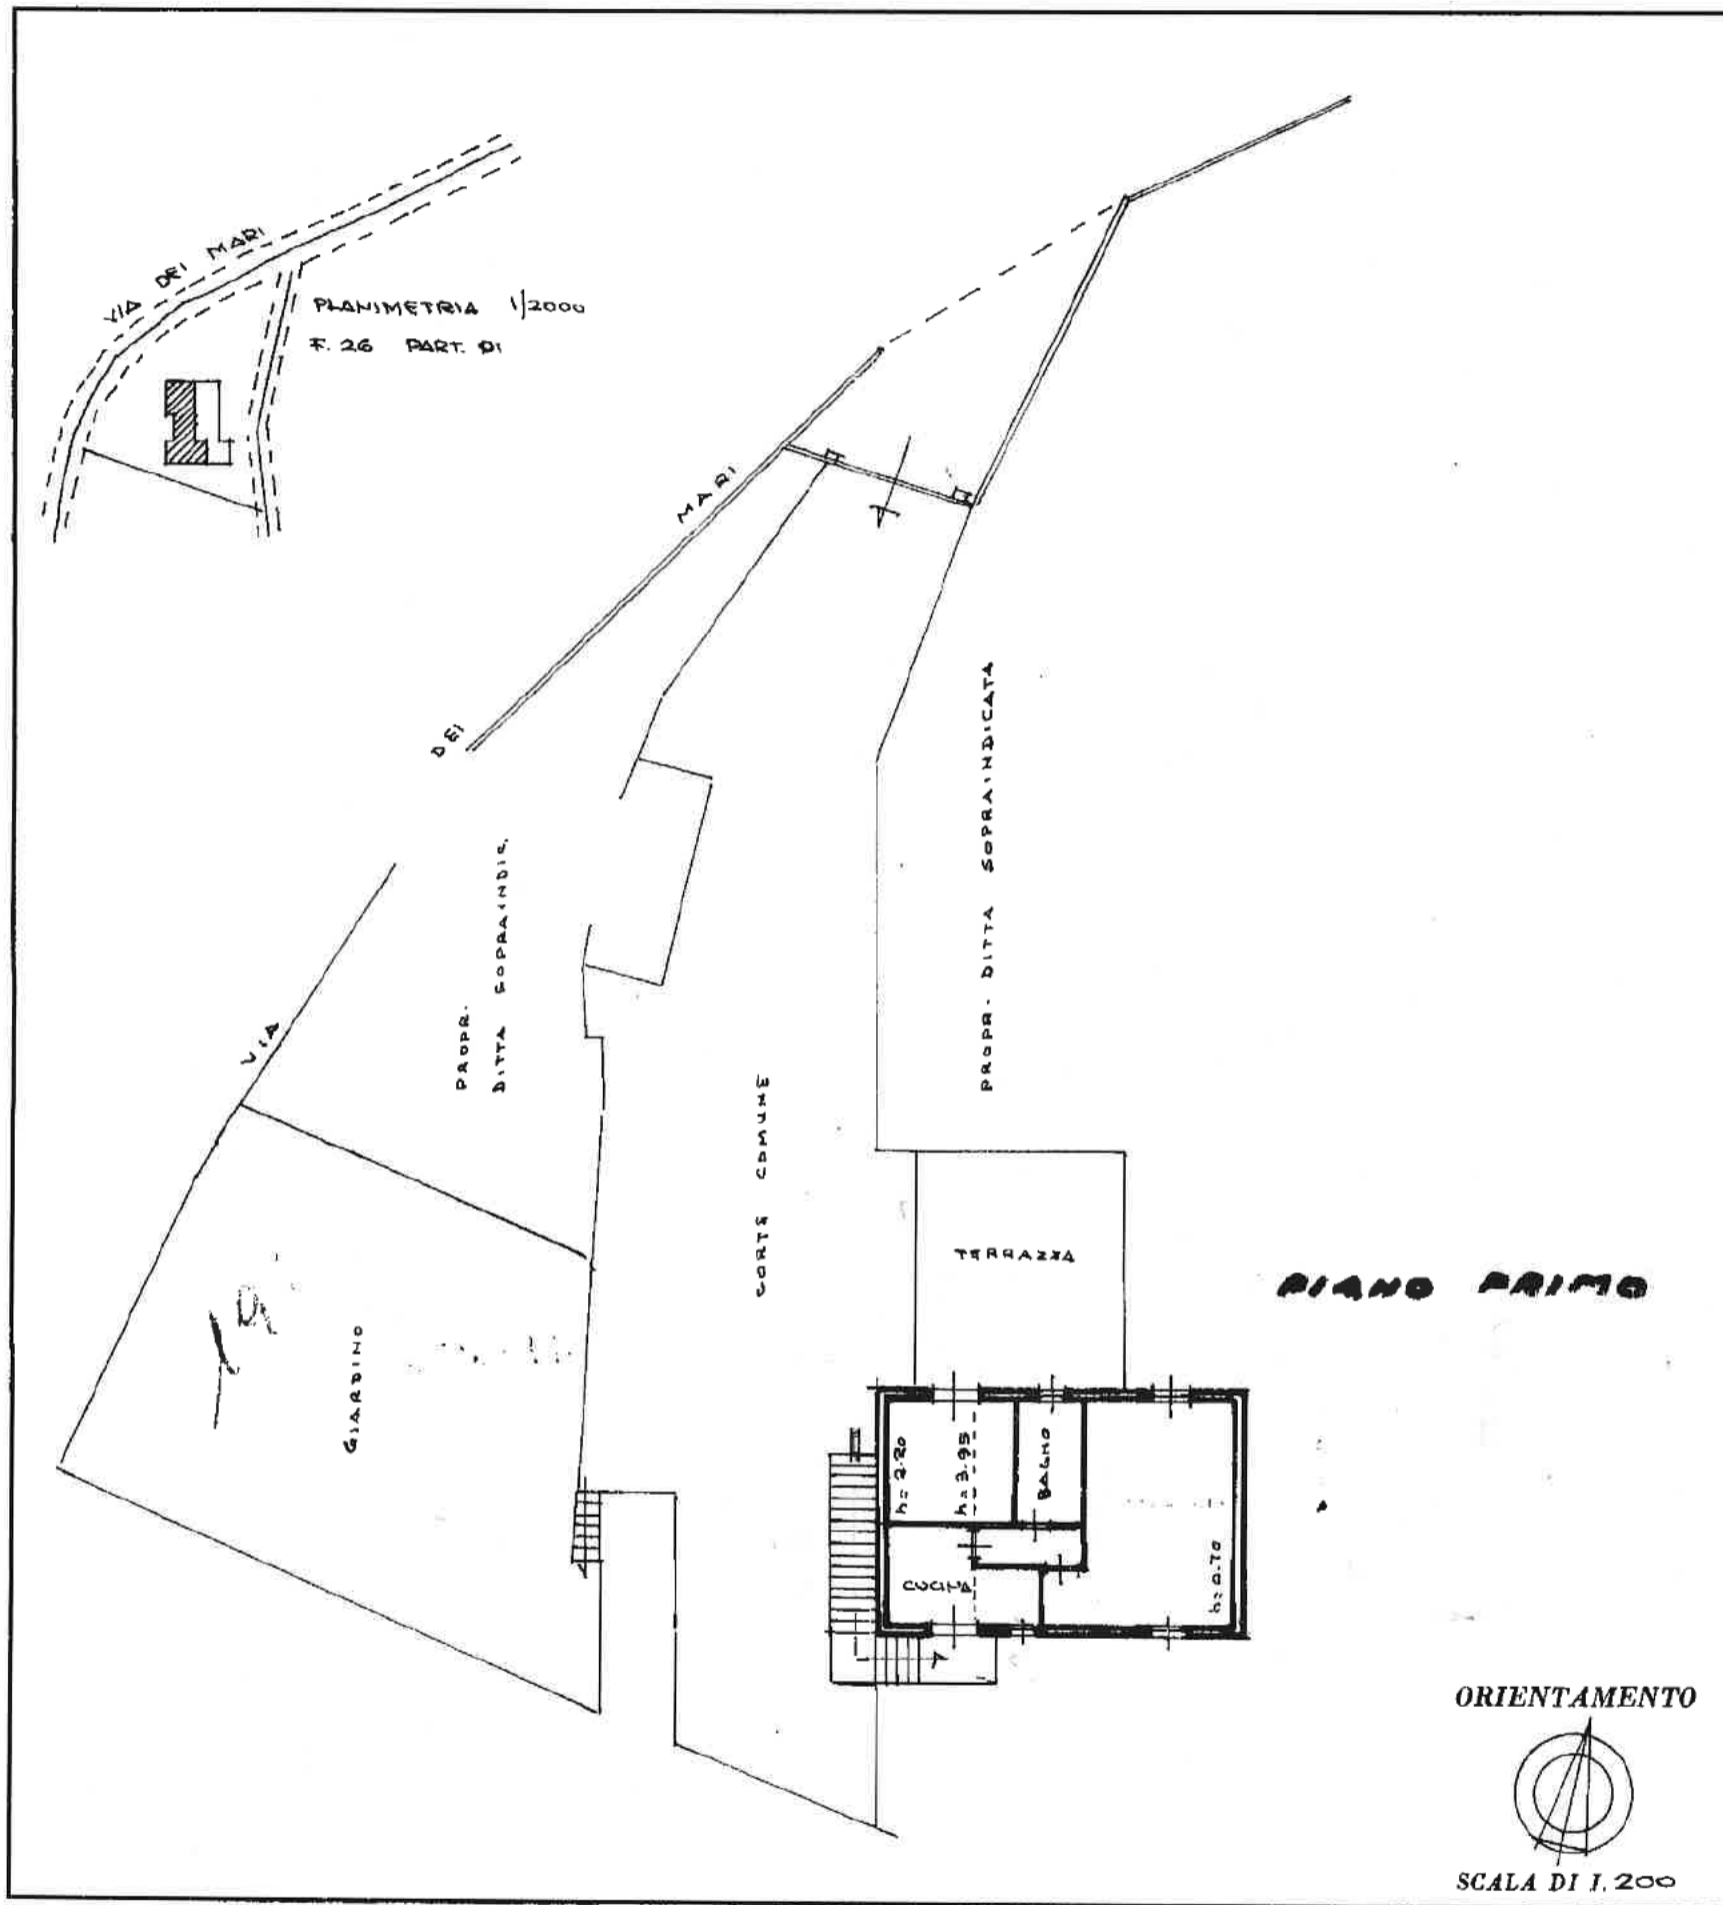 VIA DEI MARI
PLANIMETRIA 1/2000
F. 26 PART. 91
VIA DEI MARI
PROPR.
DITTA SOPRAINDIC.
PROPR. DITTA SOPRAINDICATA
CORTE COMUNE
GIARDINO
TERRAZZA
PIANO PRIMO
h = 2.20
h = 3.95
BAGNO
CUCINA
h = 0.70
ORIENTAMENTO
SCALA DI 1.200